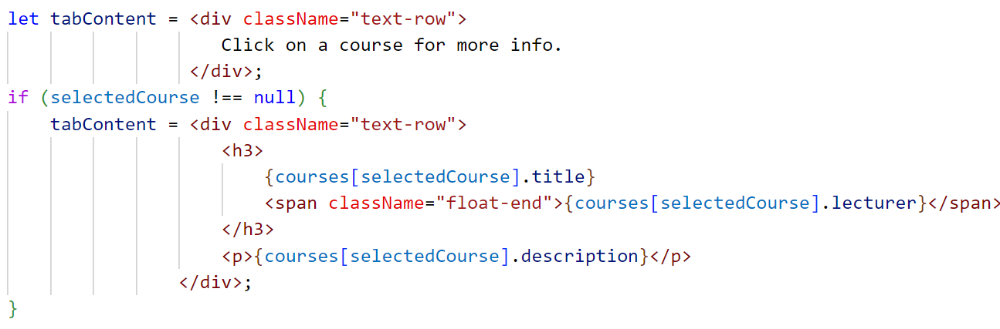 let tabContent = <div className="text-row">
                    Click on a course for more info.
                 </div>;
if (selectedCourse !== null) {
    tabContent = <div className="text-row">
                    <h3>
                        {courses[selectedCourse].title}
                        <span className="float-end">{courses[selectedCourse].lecturer}</span>
                    </h3>
                    <p>{courses[selectedCourse].description}</p>
                </div>;
}